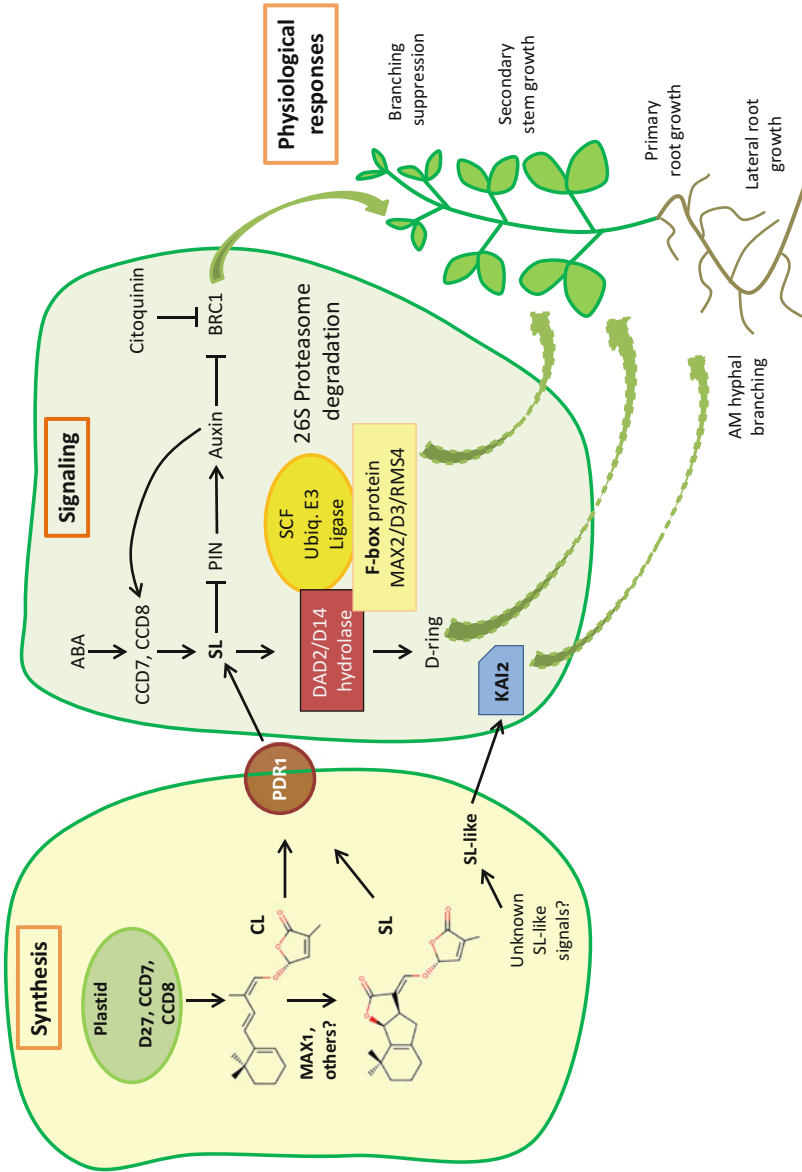 Synthesis
Plastid
D27, CCD7,
CCD8
CL
MAX1,
others?
SL
Unknown
SL-like
signals?
SL-like
PDR1
Signaling
ABA
CCD7, CCD8
SL
PIN
Auxin
BRC1
Citoquinin
DAD2/D14
hydrolase
SCF
Ubiq. E3
Ligase
26S Proteasome
degradation
F-box protein
MAX2/D3/RMS4
D-ring
KAI2
Physiological
responses
Branching
suppression
Secondary
stem growth
Primary
root growth
Lateral root
growth
AM hyphal
branching
O
O
O
O
O
O
O
O